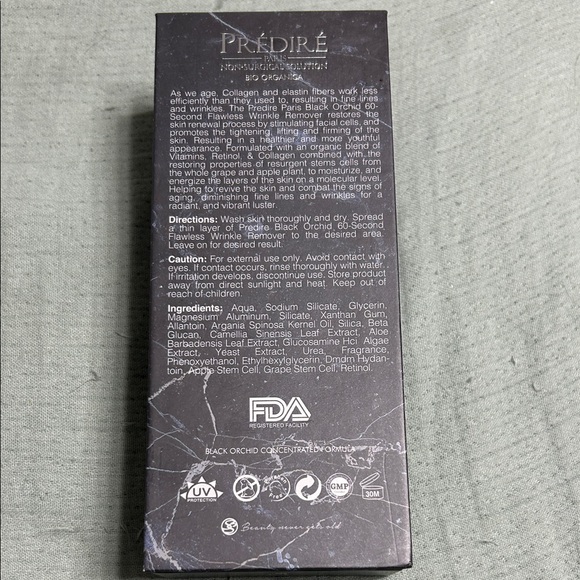 PRÉDIRÉ
PARIS
NON-SURGICAL SOLUTION
BIO ORGANICA
As we age, Collagen and elastin fibers work less
efficiently than they used to, resulting in fine lines
and wrinkles. The Predire Paris Black Orchid 60-
Second Flawless Wrinkle Remover restores the
skin renewal process by stimulating facial cells, and
promotes the tightening, lifting and firming of the
skin. Resulting in a healthier and more youthful
appearance. Formulated with an organic blend of
Vitamins, Retinol, & Collagen combined with the
restoring properties of resurgent stems cells from
the whole grape and apple plant, to moisturize, and
energize the layers of the skin on a molecular level.
Helping to revive the skin and combat the signs of
aging, diminishing fine lines and wrinkles for a
radiant, and vibrant luster.
Directions: Wash skin thoroughly and dry. Spread
a thin layer of Predire Black Orchid 60-Second
Flawless Wrinkle Remover to the desired area.
Leave on for desired result.
Caution: For external use only. Avoid contact with
eyes. If contact occurs, rinse thoroughly with water.
If irritation develops, discontinue use. Store product
away from direct sunlight and heat. Keep out of
reach of children.
Ingredients: Aqua, Sodium Silicate, Glycerin,
Magnesium Aluminum, Silicate, Xanthan Gum,
Allantoin, Argania Spinosa Kernel Oil, Silica, Beta
Glucan, Camellia Sinensis Leaf Extract, Aloe
Barbadensis Leaf Extract, Glucosamine Hci Algae
Extract, Yeast Extract, Urea, Fragrance,
Phenoxyethanol, Ethylhexylglycerin, Dmdm Hydan-
toin, Apple Stem Cell, Grape Stem Cell, Retinol.
FDA
REGISTERED FACILITY
BLACK ORCHID CONCENTRATED FORMULA
UV
PROTECTION
GMP
30M
Beauty never gets old